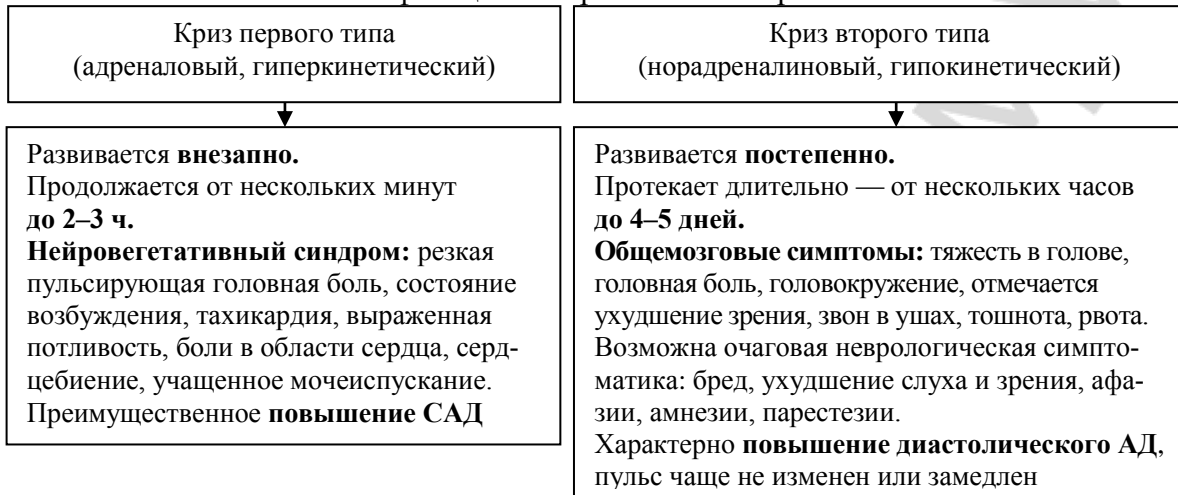 Криз первого типа
(адреналовый, гиперкинетический)
Развивается внезапно.
Продолжается от нескольких минут
до 2–3 ч.
Нейровегетативный синдром: резкая
пульсирующая головная боль, состояние
возбуждения, тахикардия, выраженная
потливость, боли в области сердца, серд-
цебиение, учащенное мочеиспускание.
Преимущественное повышение САД
Криз второго типа
(норадреналиновый, гипокинетический)
Развивается постепенно.
Протекает длительно — от нескольких часов
до 4–5 дней.
Общемозговые симптомы: тяжесть в голове,
головная боль, головокружение, отмечается
ухудшение зрения, звон в ушах, тошнота, рвота.
Возможна очаговая неврологическая симпто-
матика: бред, ухудшение слуха и зрения, афа-
зии, амнезии, парестезии.
Характерно повышение диастолического АД,
пульс чаще не изменен или замедлен